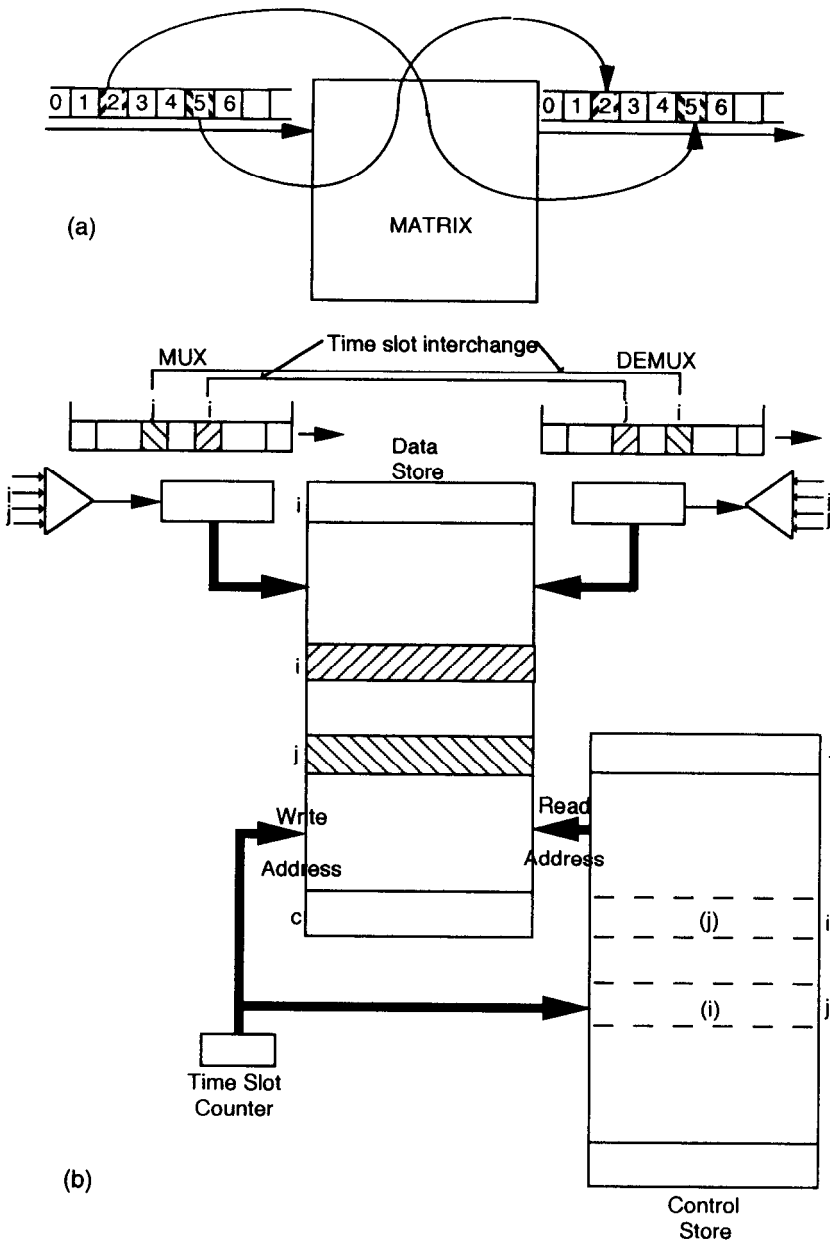 0 1 2 3 4 5 6
0 1 2 3 4 5 6
MATRIX
(a)
Time slot interchange
MUX
DEMUX
Data
Store
i
i
j
Write
Address
Read
Address
c
(j)
i
(i)
j
Time Slot
Counter
(b)
Control
Store